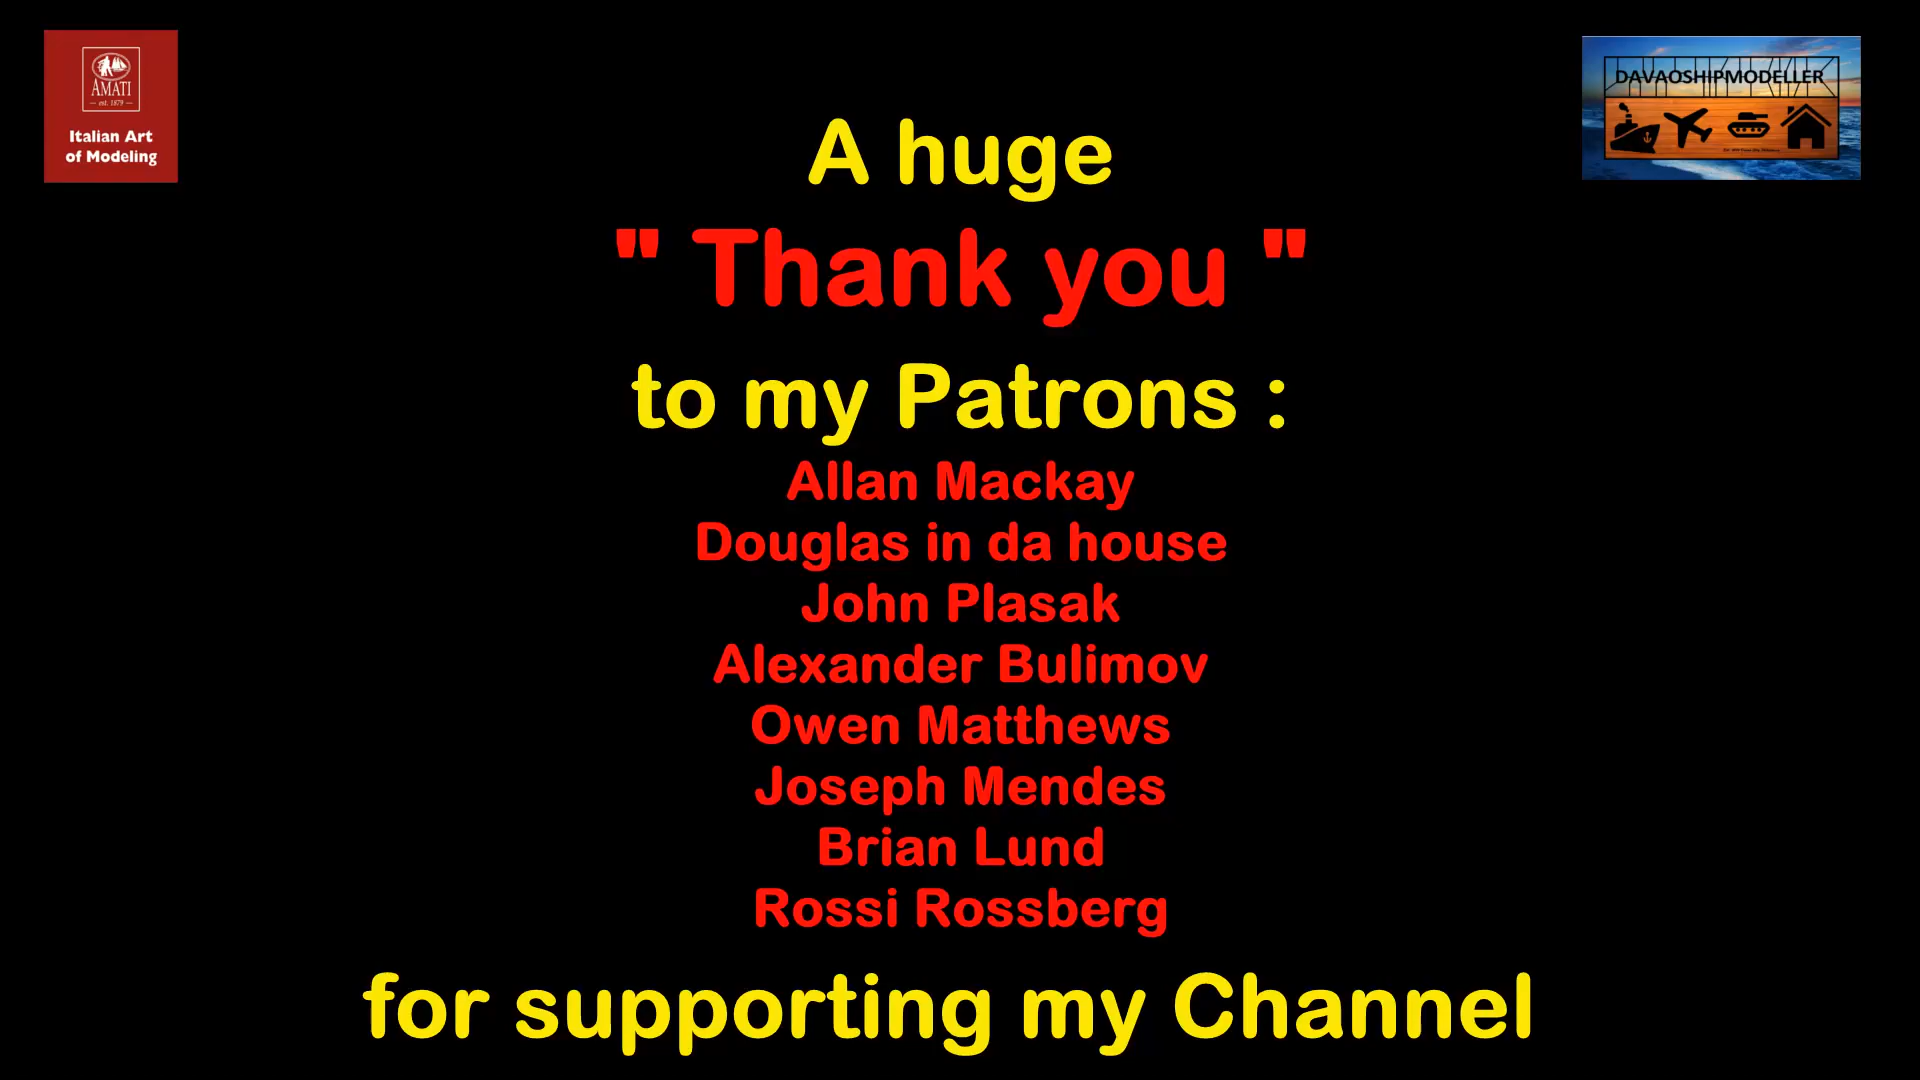 AMATI
est. 1879
Italian Art
of Modeling
DAVAOSHIPMODELLER
A huge
" Thank you "
to my Patrons :
Allan Mackay
Douglas in da house
John Plasak
Alexander Bulimov
Owen Matthews
Joseph Mendes
Brian Lund
Rossi Rossberg
for supporting my Channel